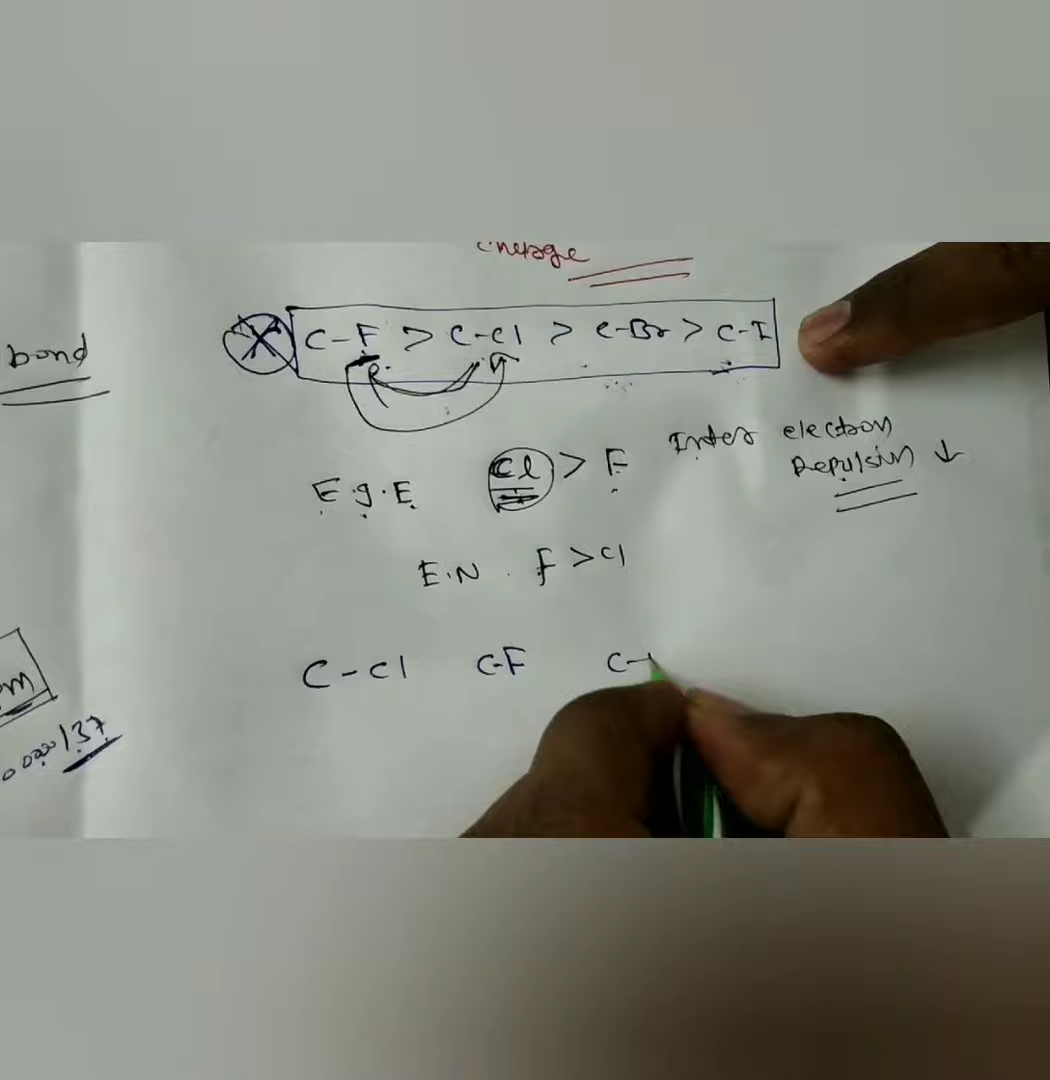 bond
C-F > C-Cl > C-Br > C-I
E.g.E Cl > F Inter electron
Repulsion ↓
E.N. F > Cl
C-Cl C-F C-